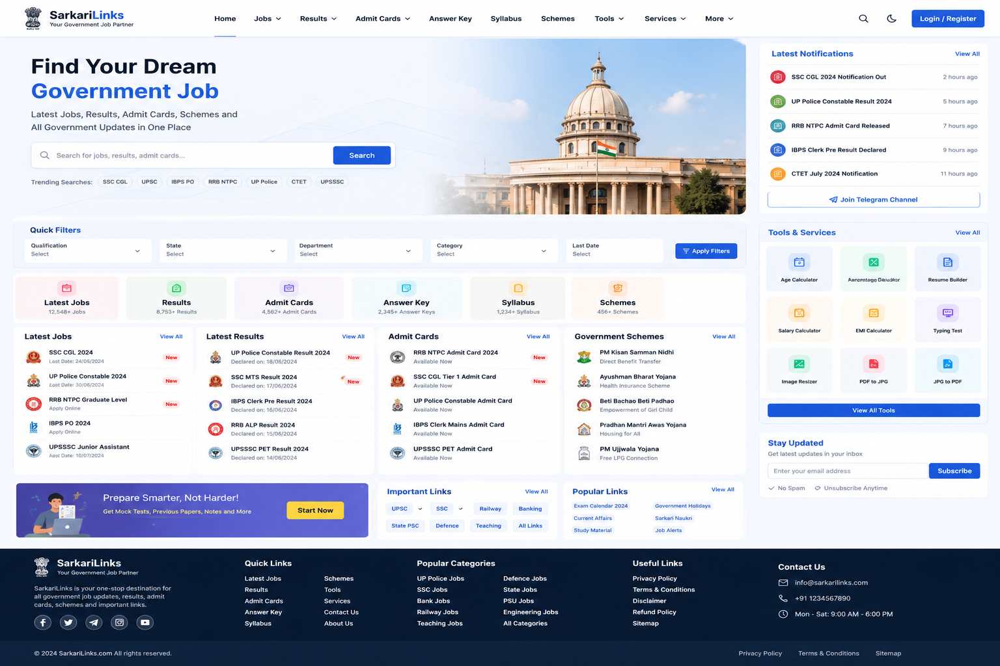 SarkariLinks
Your Government Job Partner
Home
Jobs
Results
Admit Cards
Answer Key
Syllabus
Schemes
Tools
Services
More
Login / Register
Find Your Dream
Government Job
Latest Jobs, Results, Admit Cards, Schemes and
All Government Updates in One Place
Search for jobs, results, admit cards...
Search
Trending Searches:
SSC CGL
UPSC
IBPS PO
RRB NTPC
UP Police
CTET
UPSSSC
Latest Notifications
View All
SSC CGL 2024 Notification Out
2 hours ago
UP Police Constable Result 2024
5 hours ago
RRB NTPC Admit Card Released
7 hours ago
IBPS Clerk Pre Result Declared
9 hours ago
CTET July 2024 Notification
11 hours ago
Join Telegram Channel
Quick Filters
Qualification
Select
State
Select
Department
Select
Category
Select
Last Date
Select
Apply Filters
Latest Jobs
12,548+ Jobs
Results
8,753+ Results
Admit Cards
4,562+ Admit Cards
Answer Key
2,345+ Answer Keys
Syllabus
1,234+ Syllabus
Schemes
456+ Schemes
Tools & Services
View All
Age Calculator
Resume Builder
Salary Calculator
EMI Calculator
Typing Test
Image Resizer
PDF to JPG
JPG to PDF
View All Tools
Latest Jobs
View All
SSC CGL 2024
Last Date: 24/06/2024
New
UP Police Constable 2024
Last Date: 30/06/2024
New
RRB NTPC Graduate Level
Apply Online
New
IBPS PO 2024
Apply Online
UPSSSC Junior Assistant
Date: 10/07/2024
Latest Results
View All
UP Police Constable Result 2024
Declared on: 18/06/2024
New
SSC MTS Result 2024
Declared on: 17/06/2024
New
IBPS Clerk Pre Result 2024
Declared on: 16/06/2024
RRB ALP Result 2024
Declared on: 15/06/2024
UPSSSC PET Result 2024
Declared on: 14/06/2024
Admit Cards
View All
RRB NTPC Admit Card 2024
Available Now
New
SSC CGL Tier 1 Admit Card
Available Now
New
UP Police Constable Admit Card
Available Now
IBPS Clerk Mains Admit Card
Available Now
UPSSSC PET Admit Card
Available Now
Government Schemes
View All
PM Kisan Samman Nidhi
Direct Benefit Transfer
Ayushman Bharat Yojana
Health Insurance Scheme
Beti Bachao Beti Padhao
Empowerment of Girl Child
Pradhan Mantri Awas Yojana
Housing for All
PM Ujjwala Yojana
Free LPG Connection
Stay Updated
Get latest updates in your inbox
Enter your email address
Subscribe
No Spam
Unsubscribe Anytime
Prepare Smarter, Not Harder!
Get Mock Tests, Previous Papers, Notes and More
Start Now
Important Links
View All
UPSC
SSC
Railway
Banking
State PSC
Defence
Teaching
All Links
Popular Links
View All
Exam Calendar 2024
Government Holidays
Current Affairs
Sarkari Naukri
Study Material
Job Alerts
SarkariLinks
Your Government Job Partner
SarkariLinks is your one-stop destination for
all government job updates, results, admit
cards, schemes and important links.
Quick Links
Latest Jobs
Results
Admit Cards
Answer Key
Syllabus
Schemes
Tools
Services
Contact Us
About Us
Popular Categories
UP Police Jobs
SSC Jobs
Bank Jobs
Railway Jobs
Teaching Jobs
Defence Jobs
State Jobs
PSU Jobs
Engineering Jobs
All Categories
Useful Links
Privacy Policy
Terms & Conditions
Disclaimer
Refund Policy
Sitemap
Contact Us
info@sarkarilinks.com
+91 1234567890
Mon - Sat: 9:00 AM - 6:00 PM
© 2024 SarkariLinks.com All rights reserved.
Privacy Policy
Terms & Conditions
Sitemap